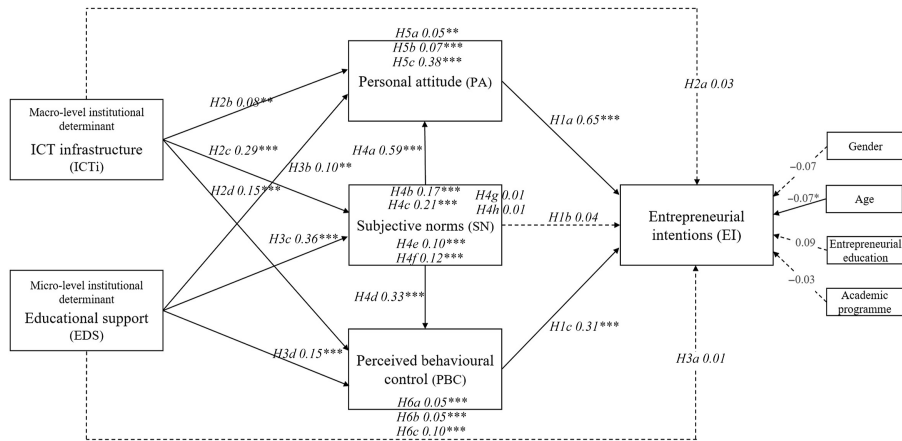 H5a 0.05**
H5b 0.07***
H5c 0.38***
Personal attitude (PA)
H2a 0.03
Macro-level institutional
determinant
ICT infrastructure
(ICTi)
H2b 0.08**
H1a 0.65***
H2c 0.29***
H4a 0.59***
H3b 0.10**
H2d 0.15***
Gender
−0.07
H4b 0.17***
H4c 0.21***
H4g 0.01
H4h 0.01
Subjective norms (SN)
H4e 0.10***
H4f 0.12***
H1b 0.04
Entrepreneurial
intentions (EI)
−0.07*
Age
H3c 0.36***
0.09
Entrepreneurial
education
−0.03
Academic
programme
Micro-level institutional
determinant
Educational support
(EDS)
H4d 0.33***
H1c 0.31***
H3d 0.15***
Perceived behavioural
control (PBC)
H3a 0.01
H6a 0.05***
H6b 0.05***
H6c 0.10***